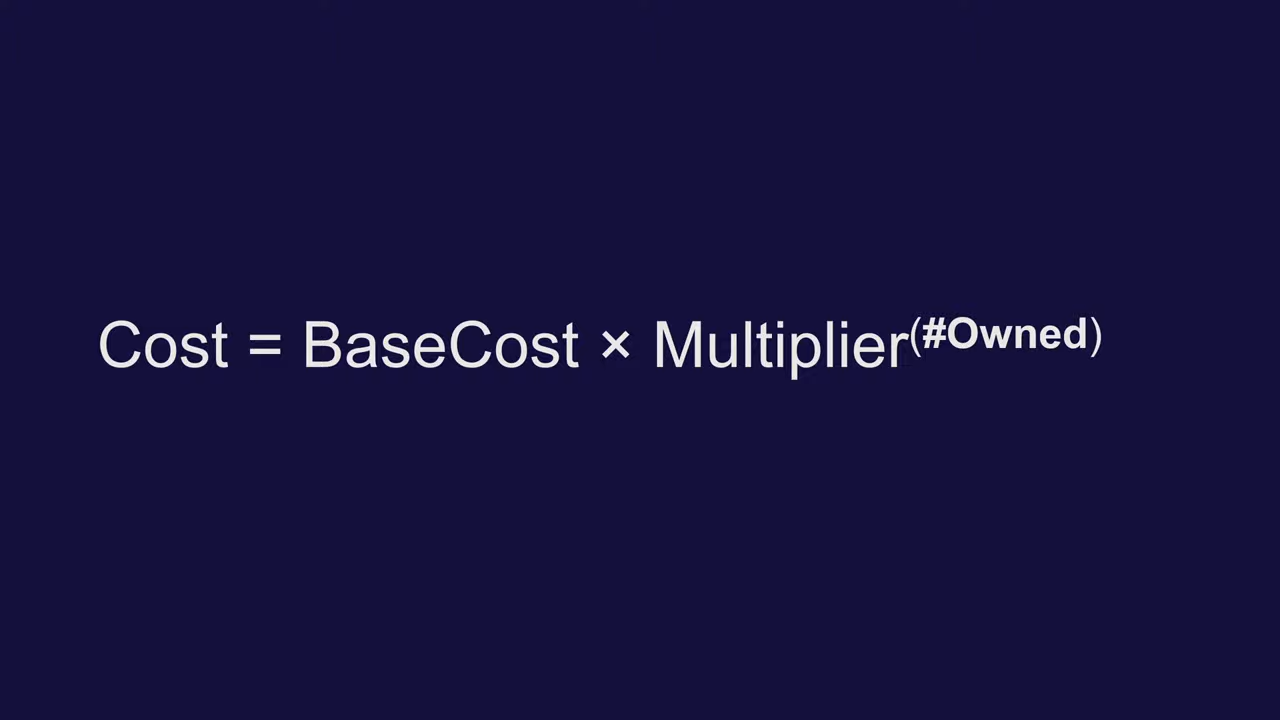 Cost = BaseCost × Multiplier(#Owned)